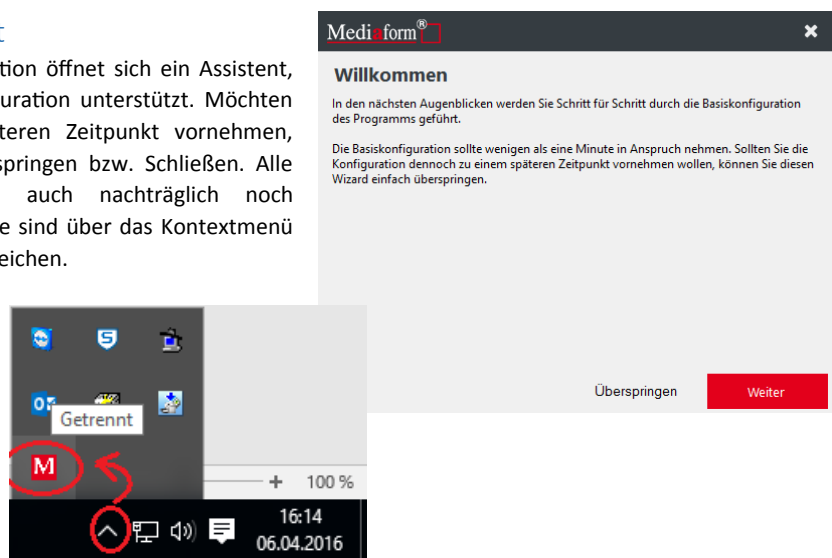 tion öffnet sich ein Assistent,
uration unterstützt. Möchten
teren Zeitpunkt vornehmen,
springen bzw. Schließen. Alle
auch nachträglich noch
e sind über das Kontextmenü
eichen.
Mediaform®
Willkommen
In den nächsten Augenblicken werden Sie Schritt für Schritt durch die Basiskonfiguration
des Programms geführt.
Die Basiskonfiguration sollte wenigen als eine Minute in Anspruch nehmen. Sollten Sie die
Konfiguration dennoch zu einem späteren Zeitpunkt vornehmen wollen, können Sie diesen
Wizard einfach überspringen.
Überspringen
Weiter
Getrennt
M
+ 100 %
16:14
06.04.2016